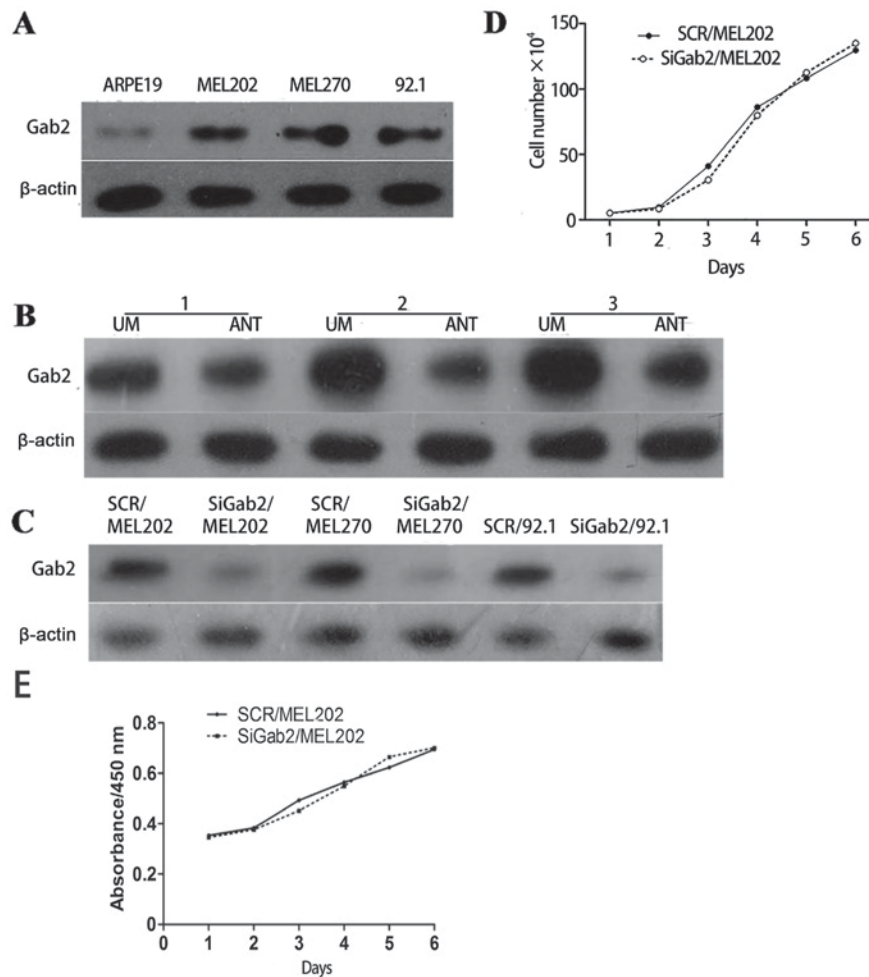 A
ARPE19 MEL202 MEL270 92.1
Gab2
β-actin
B
1 2 3
UM ANT UM ANT UM ANT
Gab2
β-actin
C
SCR/ SiGab2/ SCR/ SiGab2/
MEL202 MEL202 MEL270 MEL270 SCR/92.1 SiGab2/92.1
Gab2
β-actin
D
SCR/MEL202
SiGab2/MEL202
Cell number ×10⁴
150
100
50
0
1 2 3 4 5 6
Days
E
SCR/MEL202
SiGab2/MEL202
Absorbance/450 nm
0.8
0.6
0.4
0.2
0
0 1 2 3 4 5 6
Days